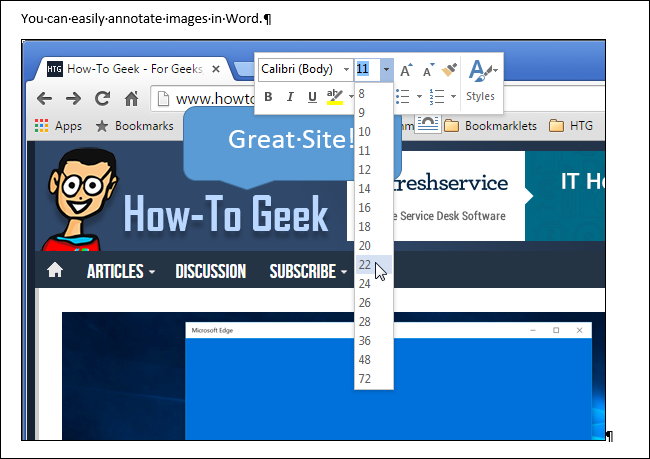 You·can·easily·annotate·images·in·Word.¶
HTG How-To Geek - For Geeks
Calibri (Body) 11
Styles
B I U aby
www.howto
Apps Bookmarks Bookmarklets HTG
Great·Site!
8
9
10
11
12
14
16
18
20
22
24
26
28
36
48
72
How-To Geek
freshservice
e Service Desk Software
IT He
ARTICLES DISCUSSION SUBSCRIBE
Microsoft Edge
¶